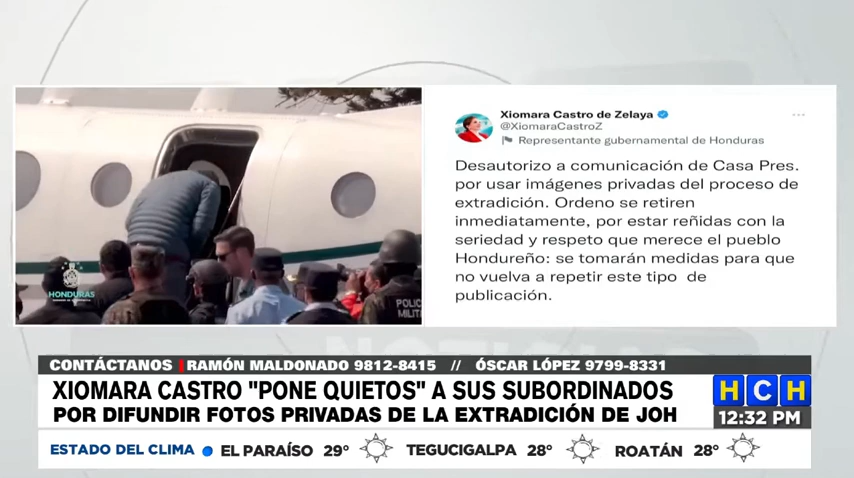 Xiomara Castro de Zelaya
@XiomaraCastroZ
Representante gubernamental de Honduras
Desautorizo a comunicación de Casa Pres.
por usar imágenes privadas del proceso de
extradición. Ordeno se retiren
inmediatamente, por estar reñidas con la
seriedad y respeto que merece el pueblo
Hondureño: se tomarán medidas para que
no vuelva a repetir este tipo de
publicación.
HONDURAS
POLIC
MILIT
CONTÁCTANOS RAMÓN MALDONADO 9812-8415 // ÓSCAR LÓPEZ 9799-8331
XIOMARA CASTRO "PONE QUIETOS" A SUS SUBORDINADOS
POR DIFUNDIR FOTOS PRIVADAS DE LA EXTRADICIÓN DE JOH
HCH
12:32 PM
ESTADO DEL CLIMA EL PARAÍSO 29° TEGUCIGALPA 28° ROATÁN 28°